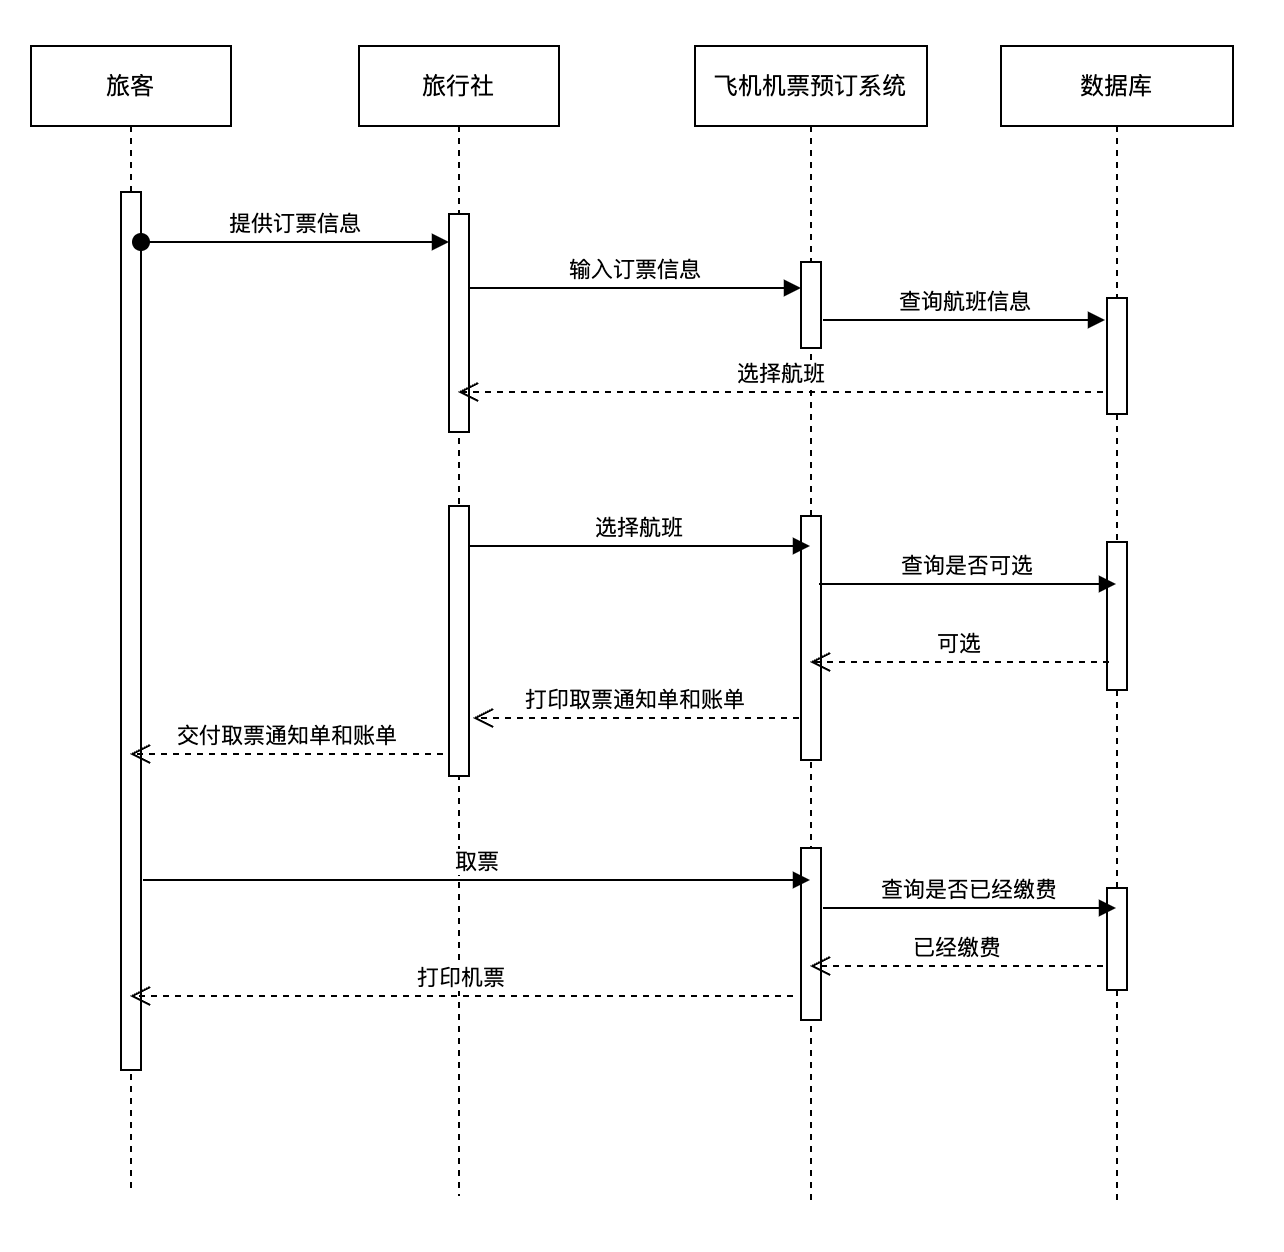 旅客
旅行社
飞机机票预订系统
数据库
提供订票信息
输入订票信息
查询航班信息
选择航班
选择航班
查询是否可选
可选
打印取票通知单和账单
交付取票通知单和账单
取票
查询是否已经缴费
已经缴费
打印机票